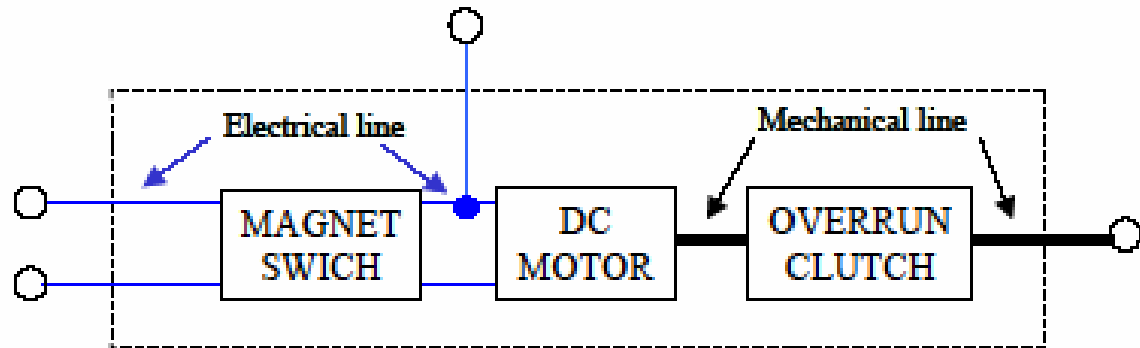 Electrical line
Mechanical line
MAGNET
SWICH
DC
MOTOR
OVERRUN
CLUTCH